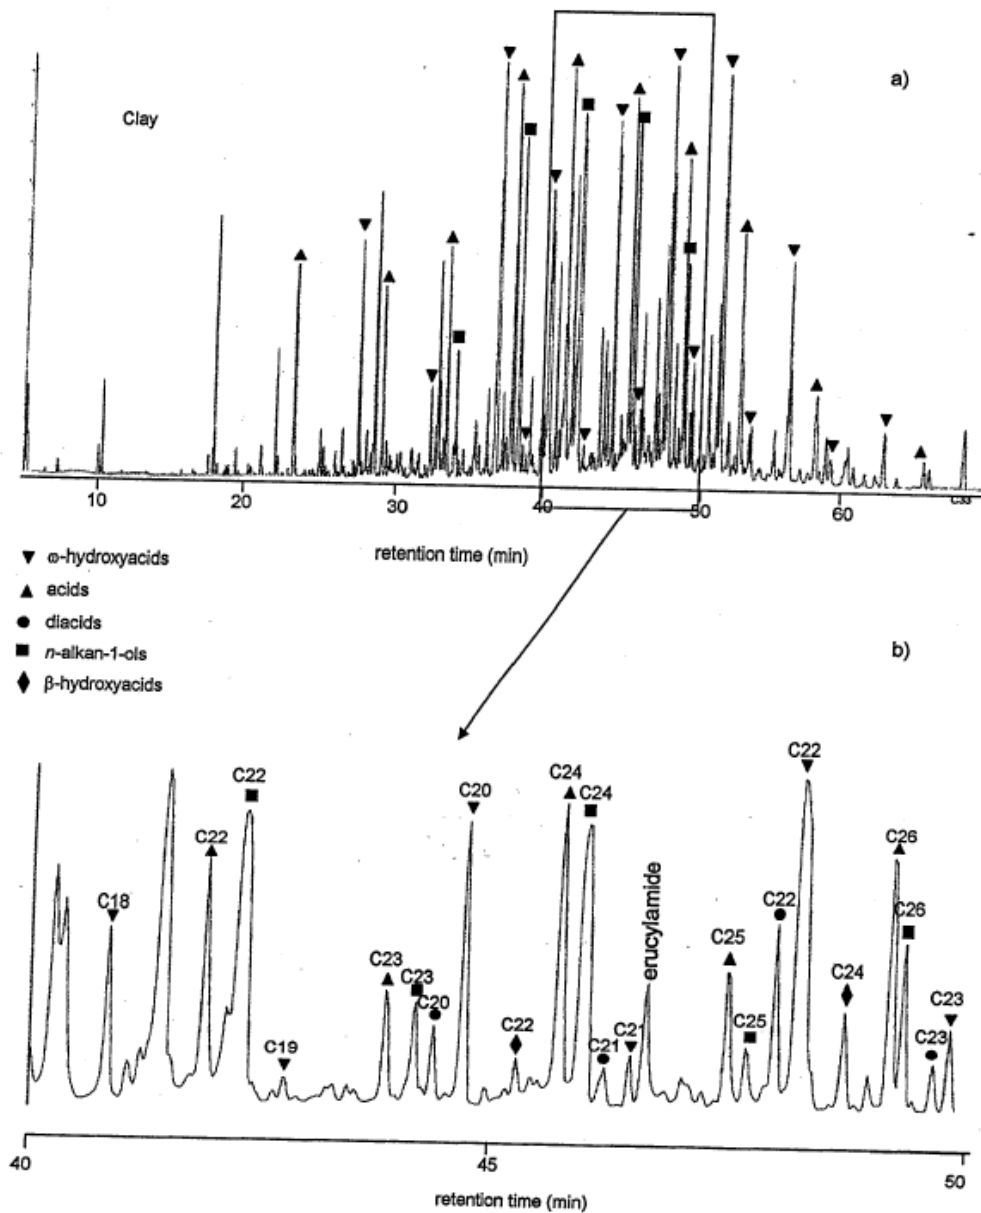 a)
Clay
10 20 30 40 50 60
C33
retention time (min)
▼ ω-hydroxyacids
▲ acids
● diacids
■ n-alkan-1-ols
♦ β-hydroxyacids
b)
C18
C22
C22
C19
C23
C23
C20
C20
C22
C24
C24
C21
C21
erucylamide
C25
C25
C22
C22
C24
C26
C26
C23
C23
40 45 50
retention time (min)